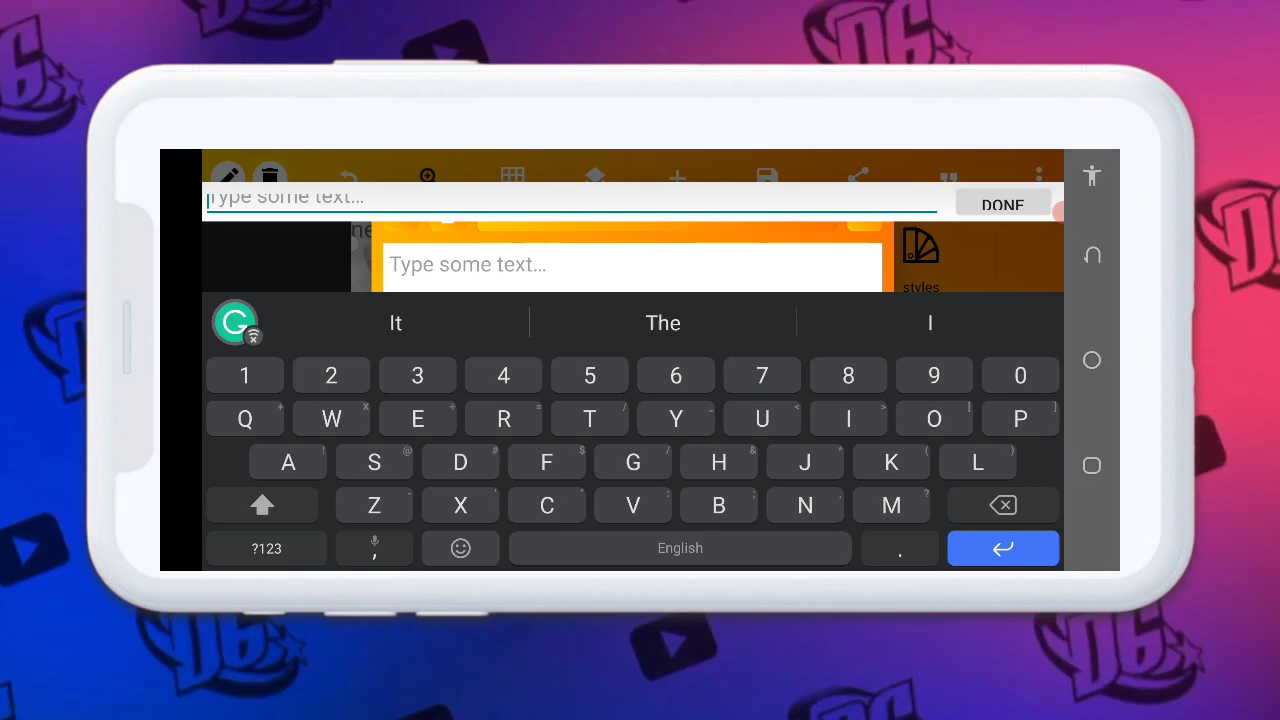 Type some text...
DONE
ne
Type some text...
styles
It The I
1 2 3 4 5 6 7 8 9 0
Q + W X E ÷ R = T / Y _ U < I > O [ P ]
A ! S @ D # F $ G / H & J * K ( L )
Z - X ' C " V : B ; N , M ?
?123 , English .